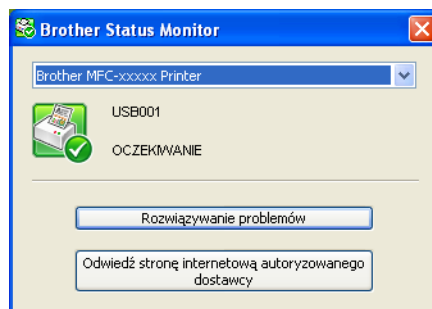 Brother Status Monitor
Brother MFC-xxxxx Printer
USB001
OCZEKIWANIE
Rozwiązywanie problemów
Odwiedź stronę internetową autoryzowanego
dostawcy